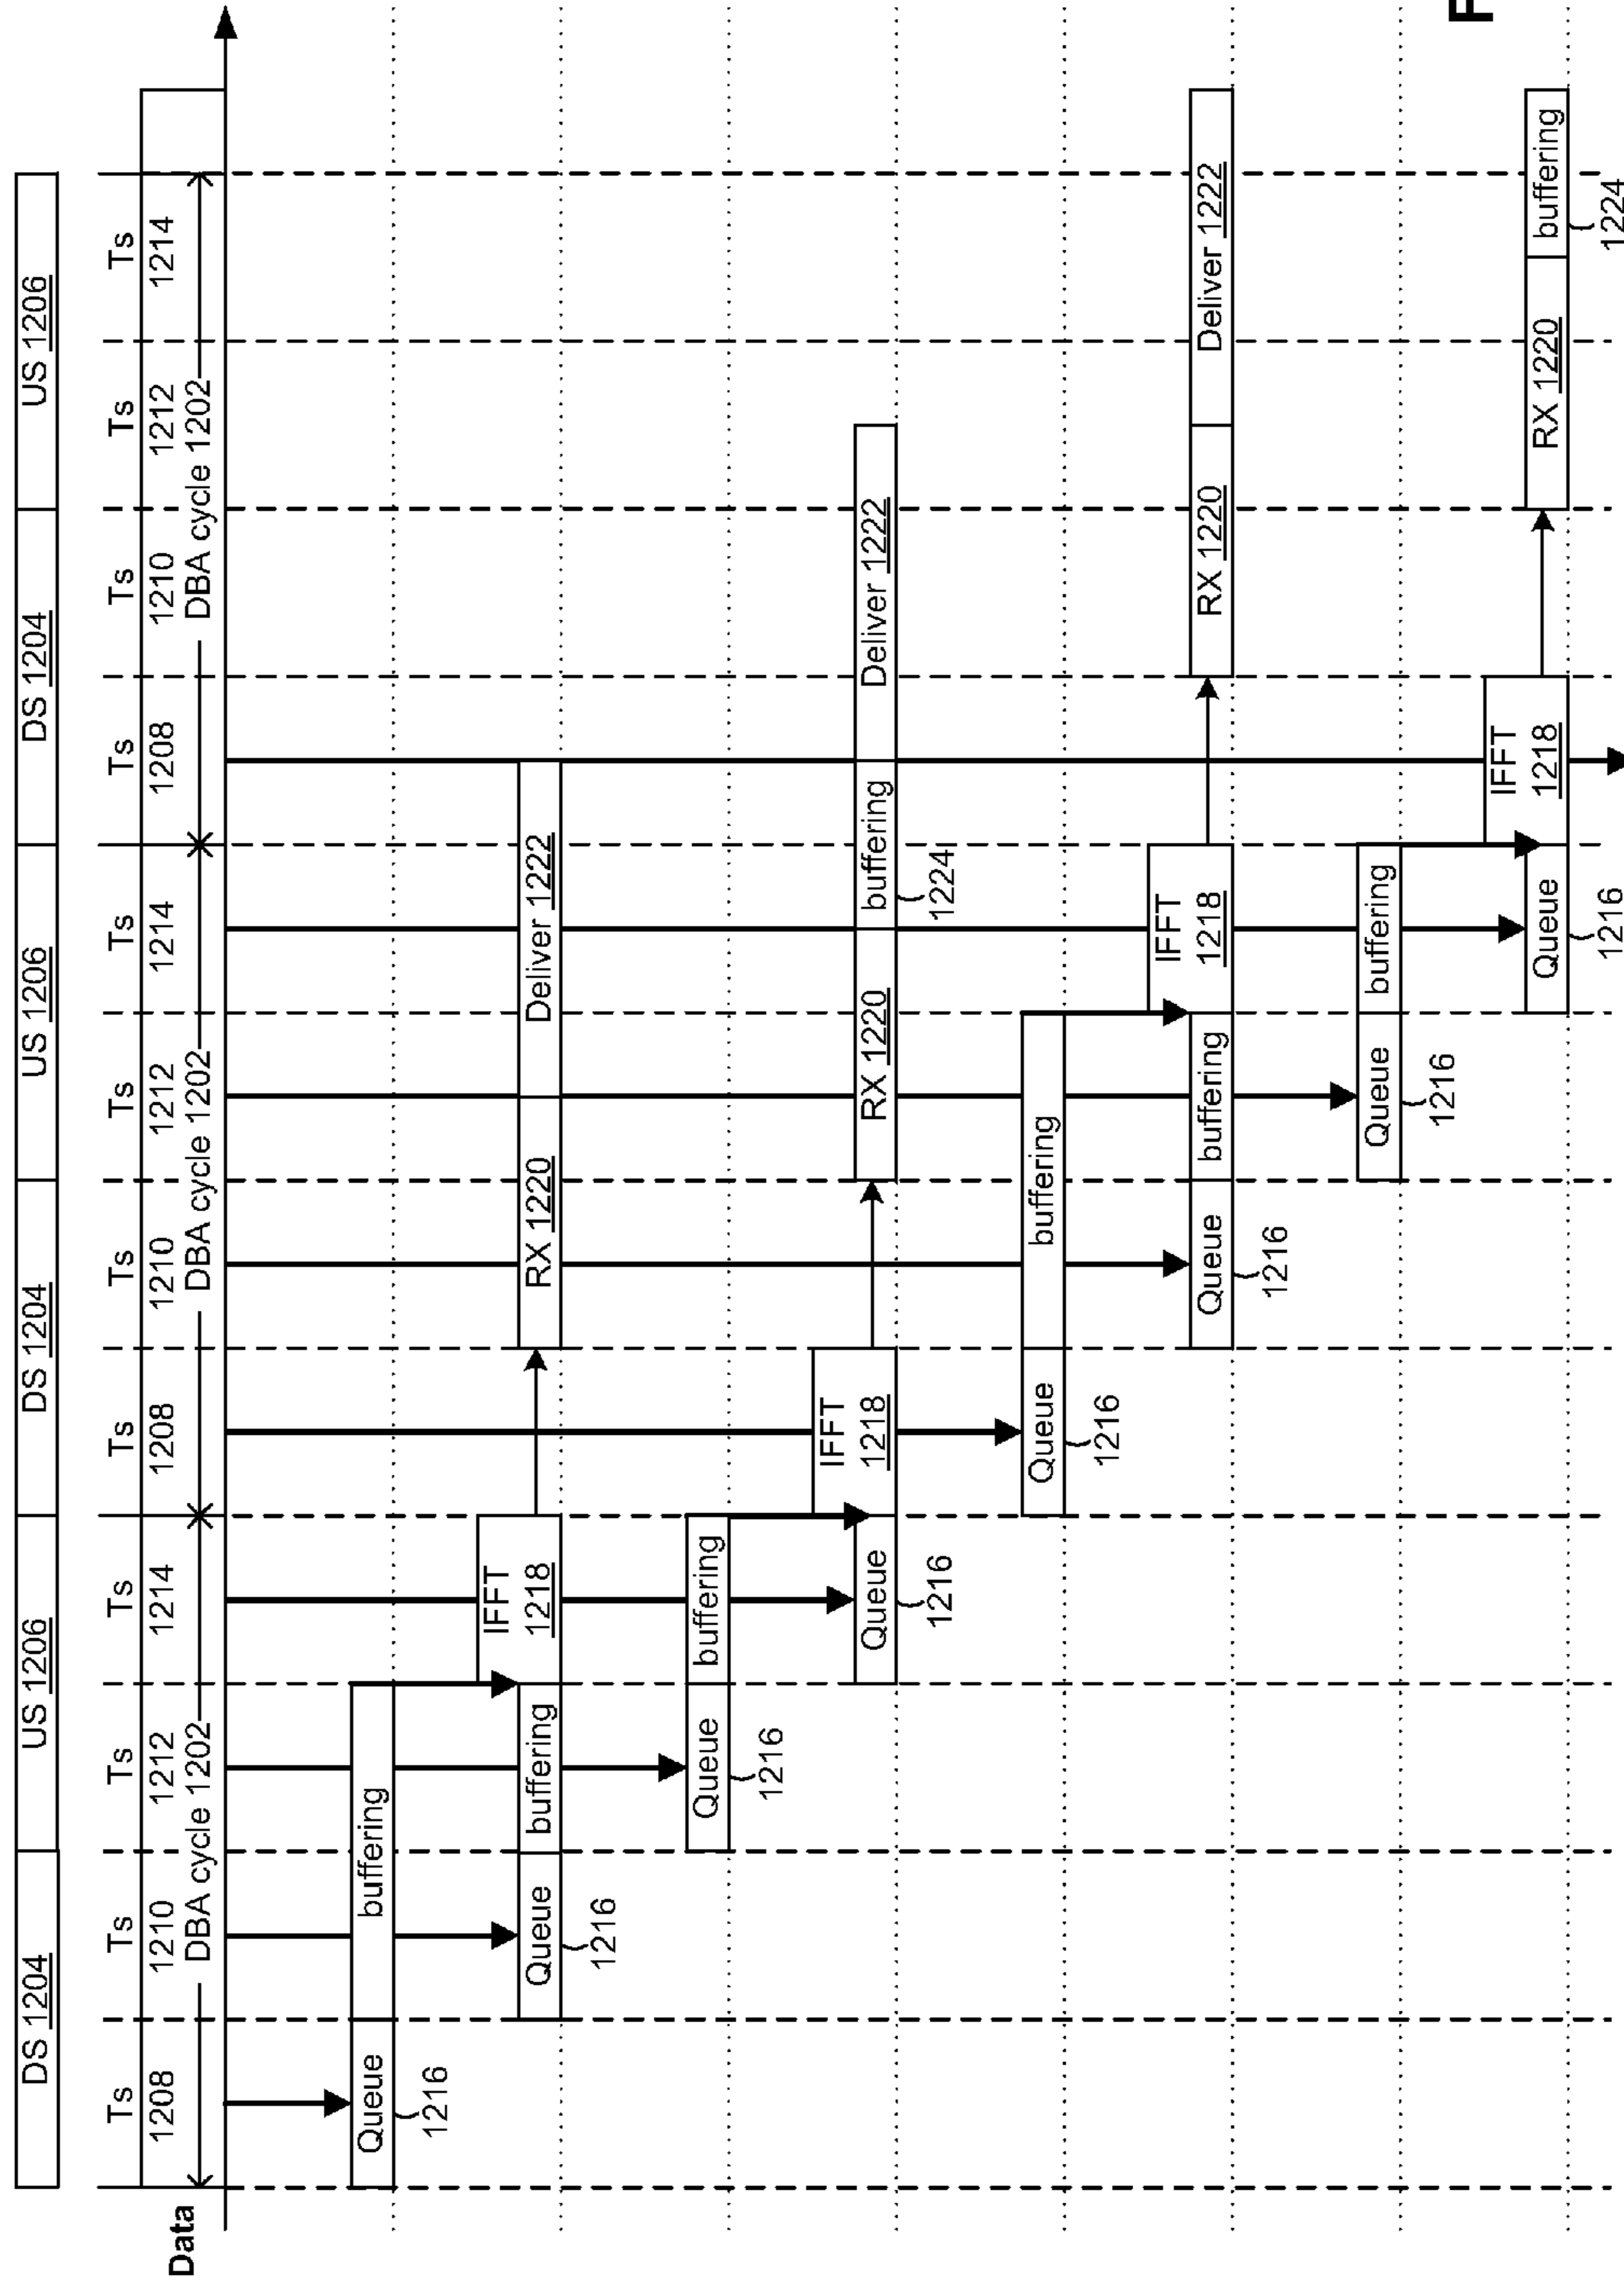 DS 1204 US 1206 DS 1204 US 1206 DS 1204 US 1206
Ts Ts Ts Ts Ts Ts Ts Ts Ts Ts Ts Ts
1208 1210 1212 1214 1208 1210 1212 1214 1208 1210 1212 1214
Data DBA cycle 1202 DBA cycle 1202 DBA cycle 1202
Queue buffering
1216
IFFT
Queue buffering 1218 RX 1220 Deliver 1222
1216
Queue buffering
1216
IFFT
Queue 1218 RX 1220 buffering Deliver 1222
1216 1224
Queue buffering
1216
IFFT
Queue buffering 1218 RX 1220 Deliver 1222
1216
Queue buffering
1216
F
IFFT
Queue 1218 RX 1220 buffering
1216 1224